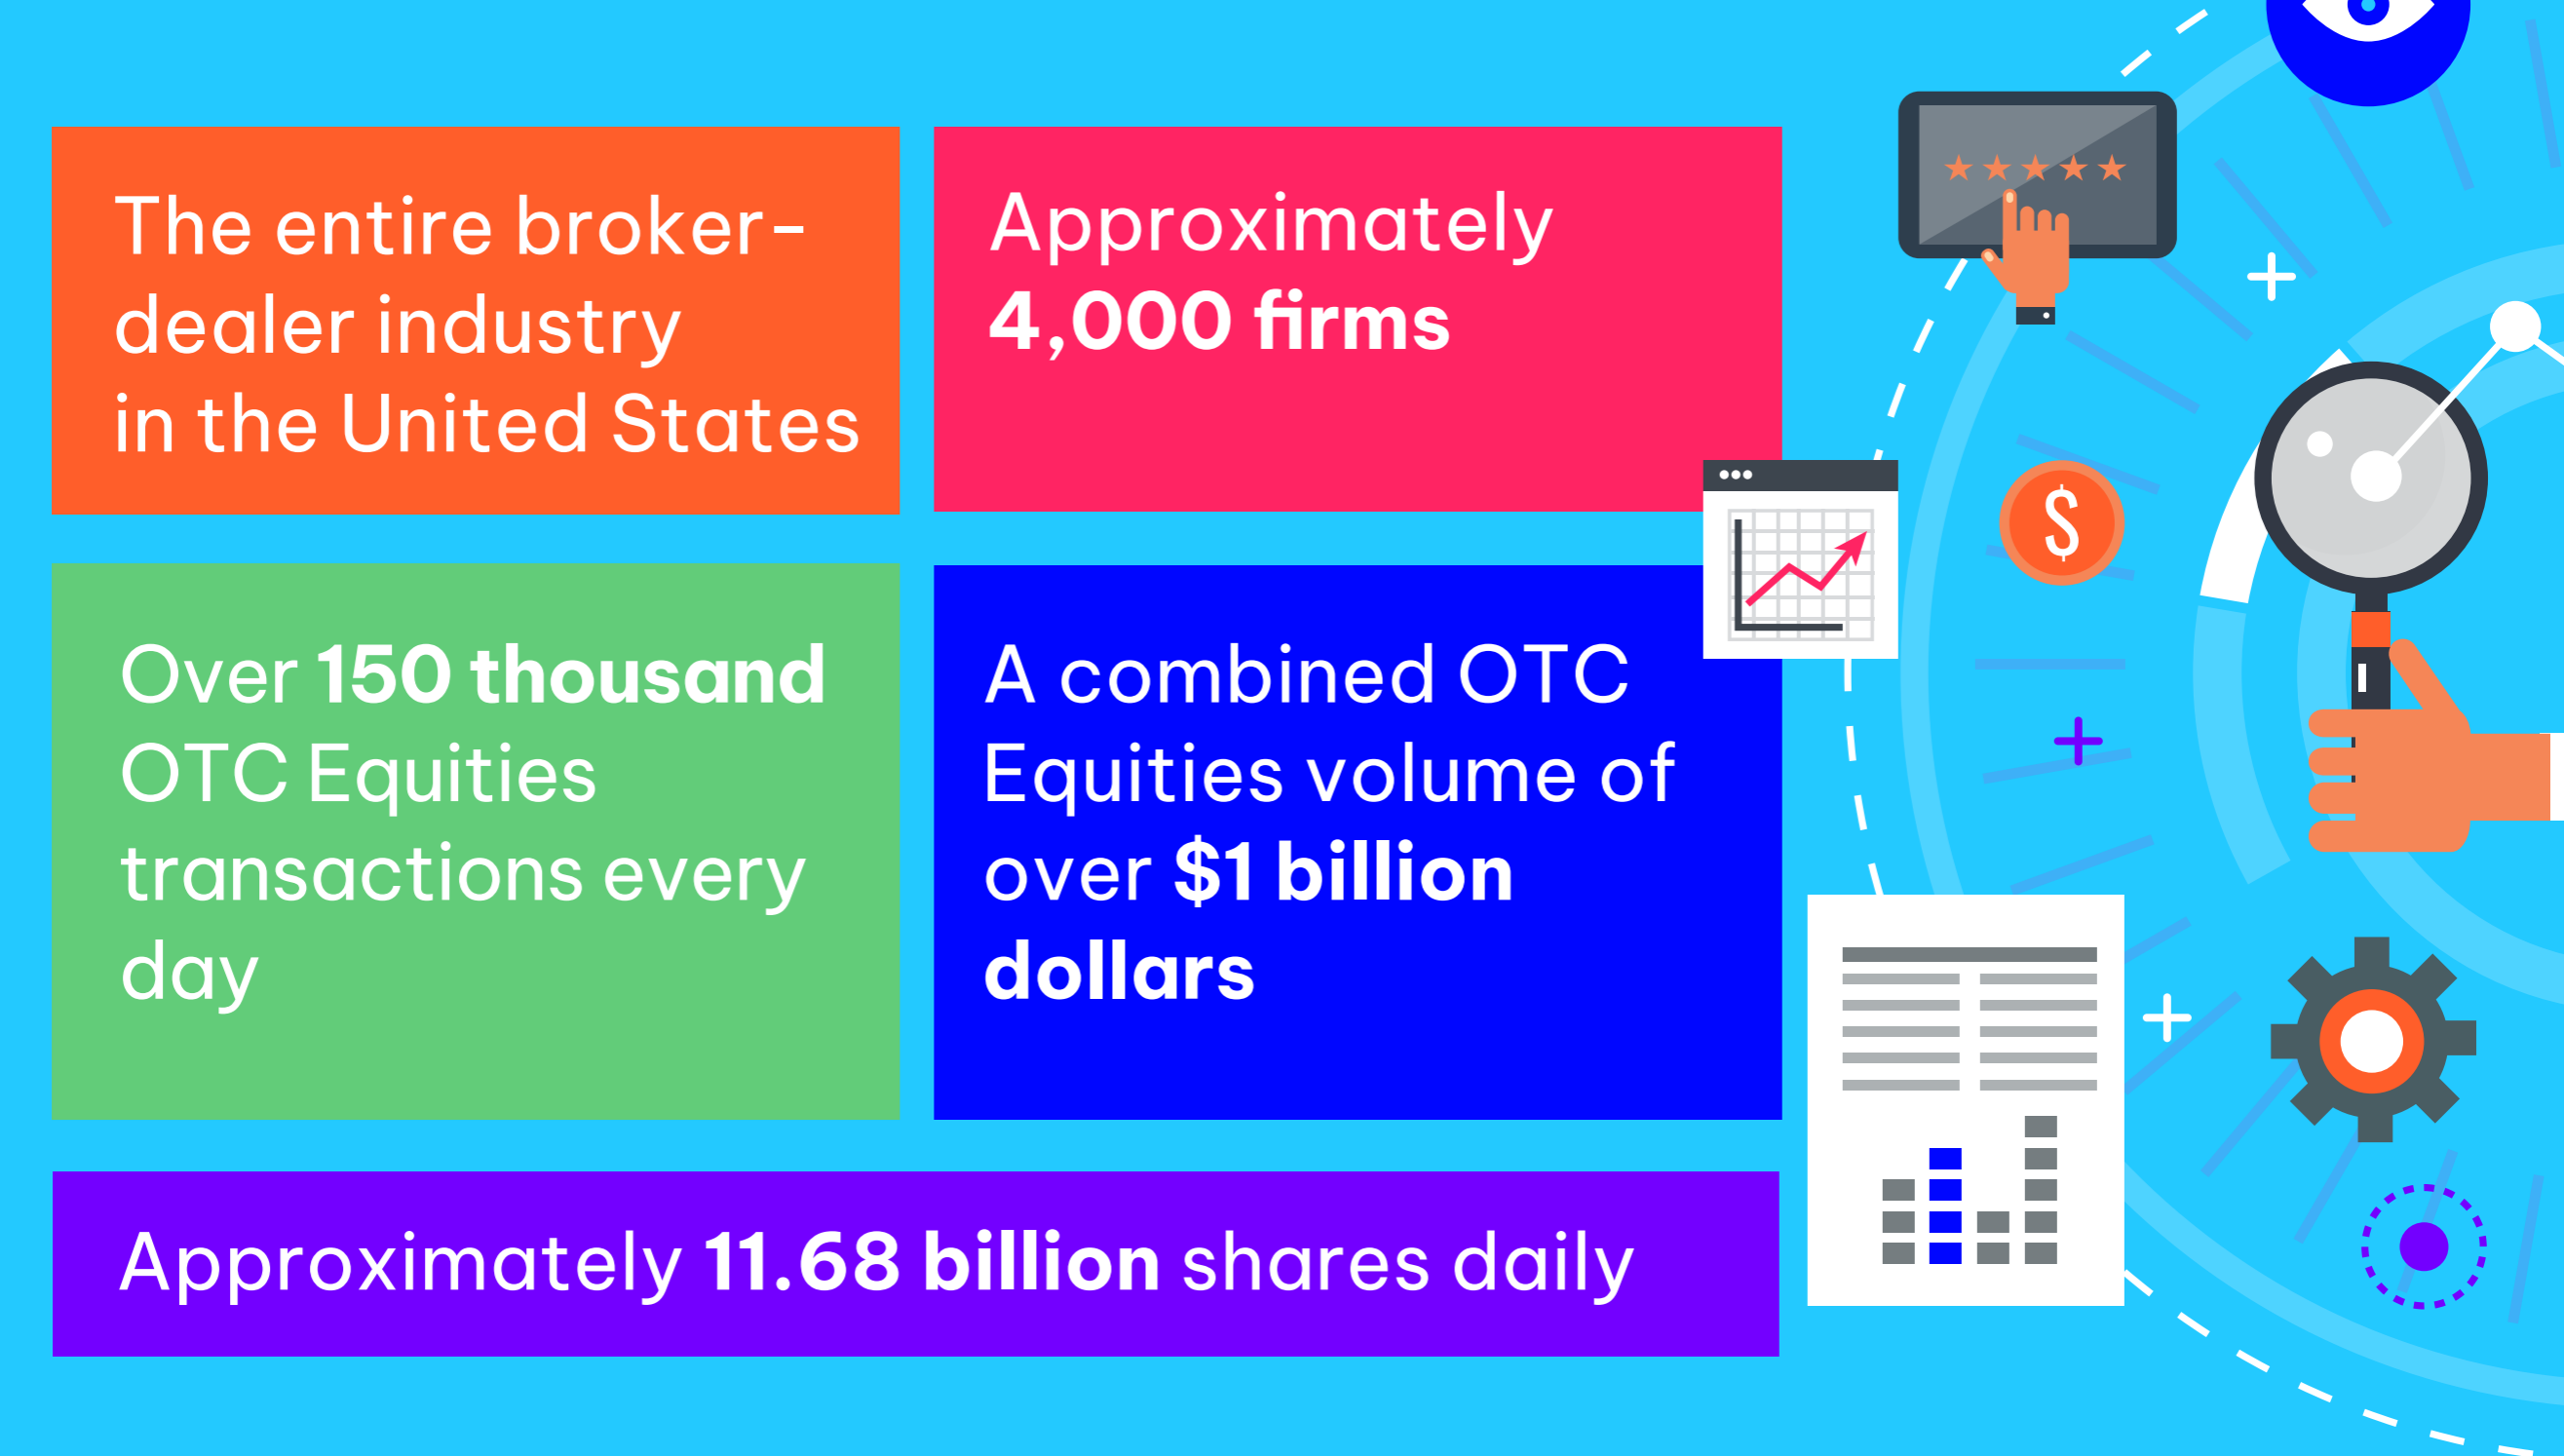 The entire broker-
dealer industry
in the United States
Approximately
4,000 firms
Over 150 thousand
OTC Equities
transactions every
day
A combined OTC
Equities volume of
over $1 billion
dollars
Approximately 11.68 billion shares daily
$